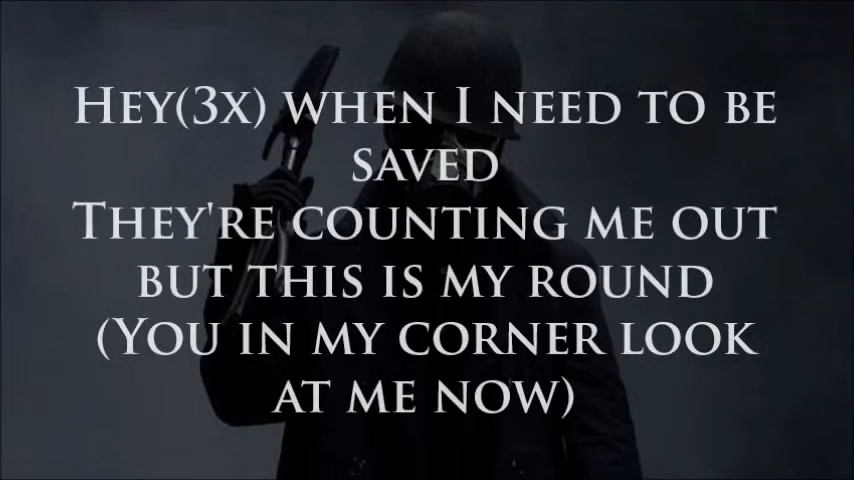 Hey(3x) when I need to be
saved
They're counting me out
but this is my round
(You in my corner look
at me now)